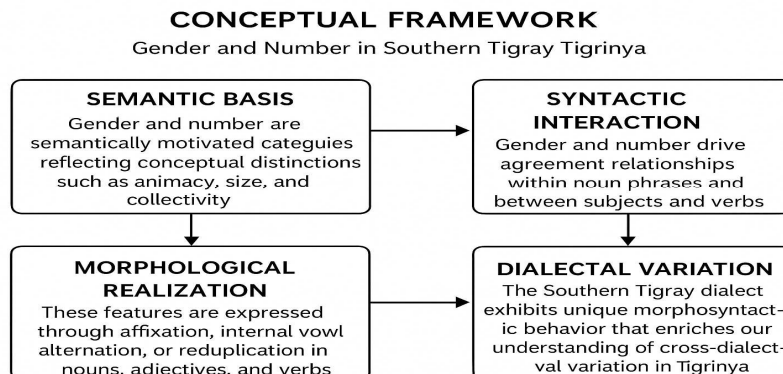 CONCEPTUAL FRAMEWORK
Gender and Number in Southern Tigray Tigrinya
SEMANTIC BASIS
Gender and number are
semantically motivated categuies
reflecting conceptual distinctions
such as animacy, size, and
collectivity
SYNTACTIC
INTERACTION
Gender and number drive
agreement relationships
within noun phrases and
between subjects and verbs
MORPHOLOGICAL
REALIZATION
These features are expressed
through affixation, internal vowl
alternation, or reduplication in
nouns, adjectives, and verbs
DIALECTAL VARIATION
The Southern Tigray dialect
exhibits unique morphosyntact-
ic behavior that enriches our
understanding of cross-dialect-
val variation in Tigrinya